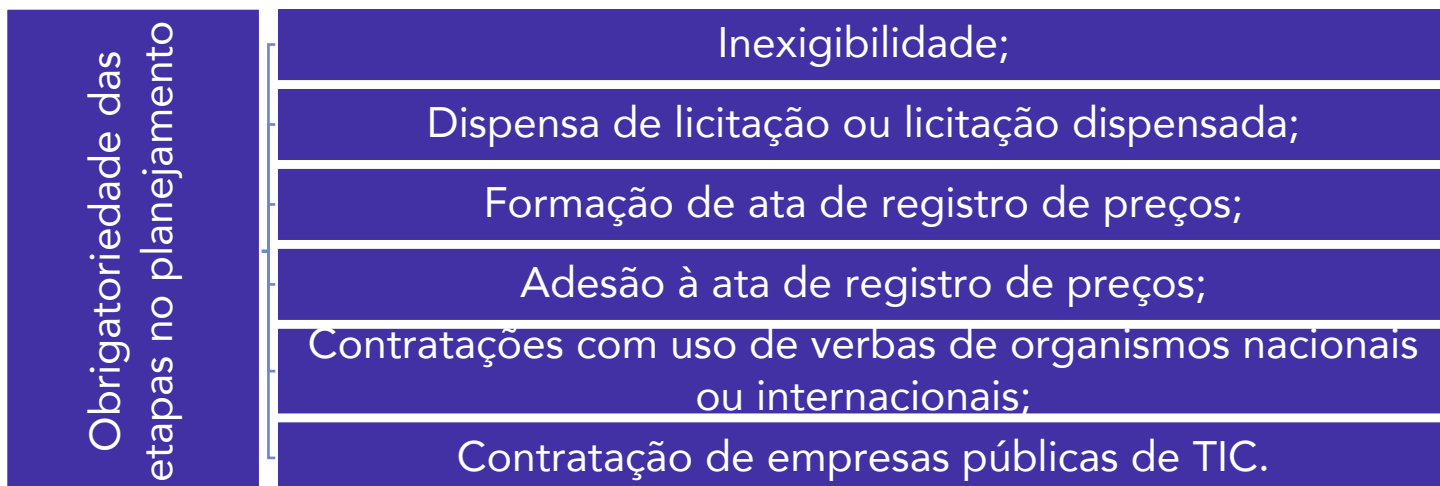 Obrigatoriedade das
etapas no planejamento
Inexigibilidade;
Dispensa de licitação ou licitação dispensada;
Formação de ata de registro de preços;
Adesão à ata de registro de preços;
Contratações com uso de verbas de organismos nacionais
ou internacionais;
Contratação de empresas públicas de TIC.